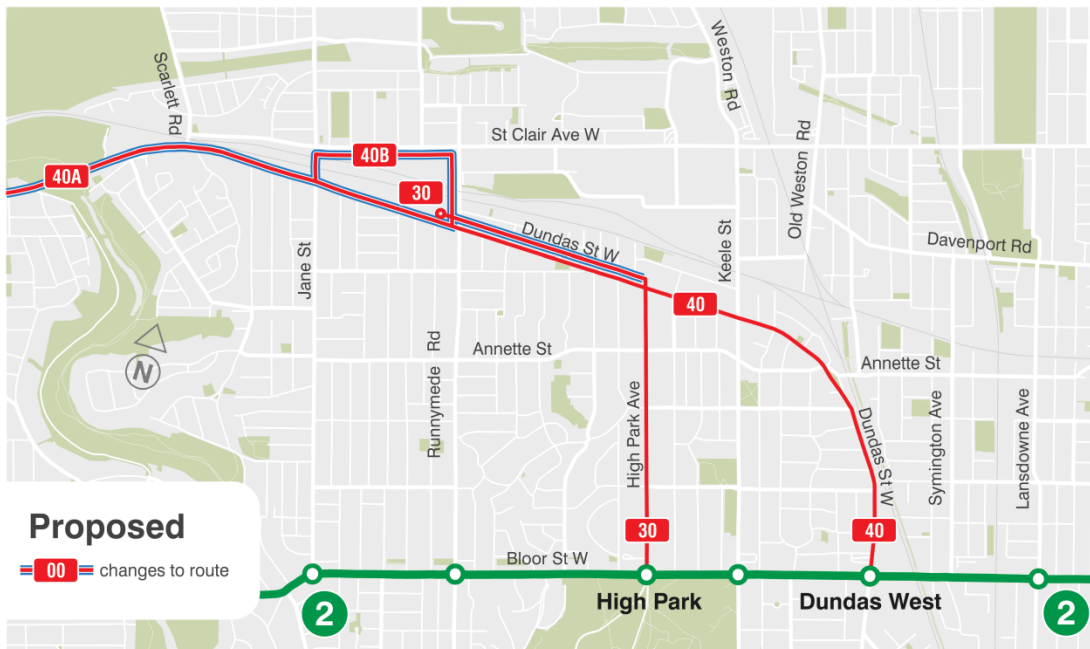 Scarlett Rd
Weston Rd
Old Weston Rd
St Clair Ave W
40A
40B
30
Dundas St W
Davenport Rd
Jane St
Keele St
40
N
Runnymede Rd
Annette St
Annette St
High Park Ave
Dundas St W
Symington Ave
Lansdowne Ave
Proposed
00 changes to route
30
40
Bloor St W
2
High Park
Dundas West
2